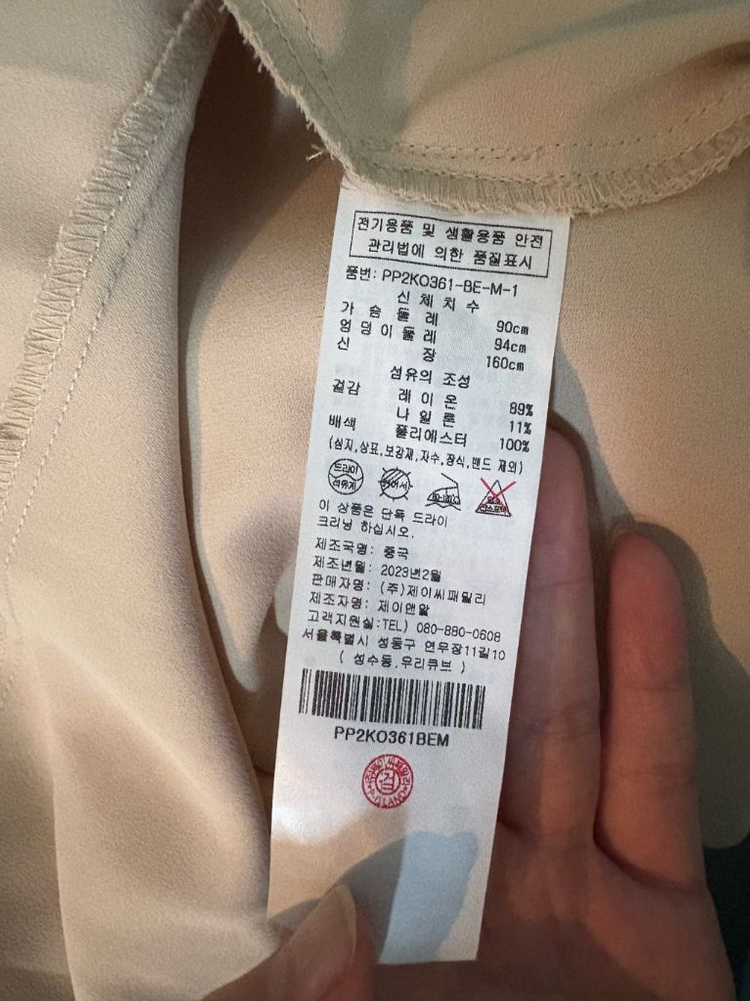 전기용품 및 생활용품 안전
관리법에 의한 품질표시
품번: PP2KO361-BE-M-1
신 체 치 수
가 슴 둘 레 90cm
엉 덩 이 둘 레 94cm
신 장 160cm
섬유의 조성
겉감 레 이 온 89%
나 일 론 11%
배색 폴리에스터 100%
(심지,상표,보강재,자수,장식,밴드 제외)
드라이
석유계
이 상품은 단독 드라이
크리닝 하십시오.
제조국명: 중국
제조년월: 2023년2월
판매자명: (주)제이씨패밀리
제조자명: 제이앤알
고객지원실:TEL) 080-880-0608
서울특별시 성동구 연무장11길10
( 성수동,우리큐브 )
PP2KO361BEM
검